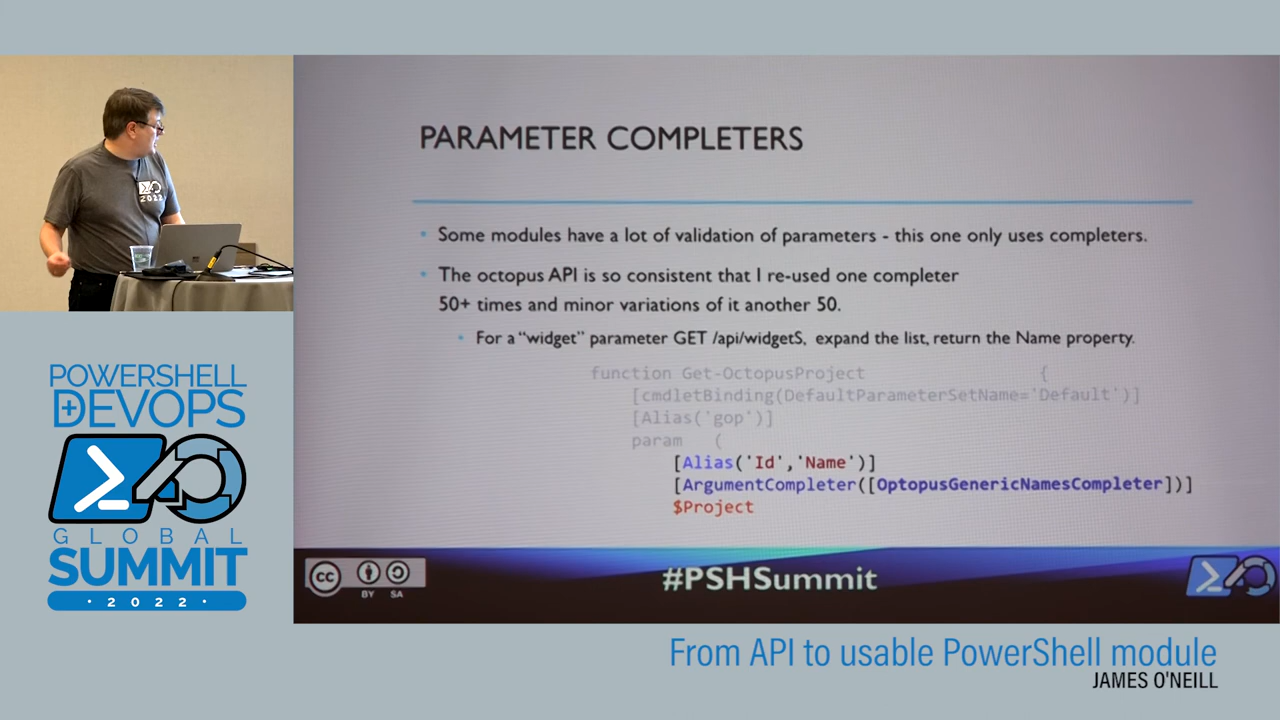 PARAMETER COMPLETERS
• Some modules have a lot of validation of parameters - this one only uses completers.
• The octopus API is so consistent that I re-used one completer
50+ times and minor variations of it another 50.
• For a “widget” parameter GET /api/widgetS, expand the list, return the Name property.
function Get-OctopusProject {
[cmdletBinding(DefaultParameterSetName='Default')]
[Alias('gop')]
param (
[Alias('Id','Name')]
[ArgumentCompleter([OptopusGenericNamesCompleter])]
$Project
cc BY SA
#PSHSummit
2022
POWERSHELL
DEVOPS
GLOBAL
SUMMIT
· 2022 ·
From API to usable PowerShell module
JAMES O'NEILL